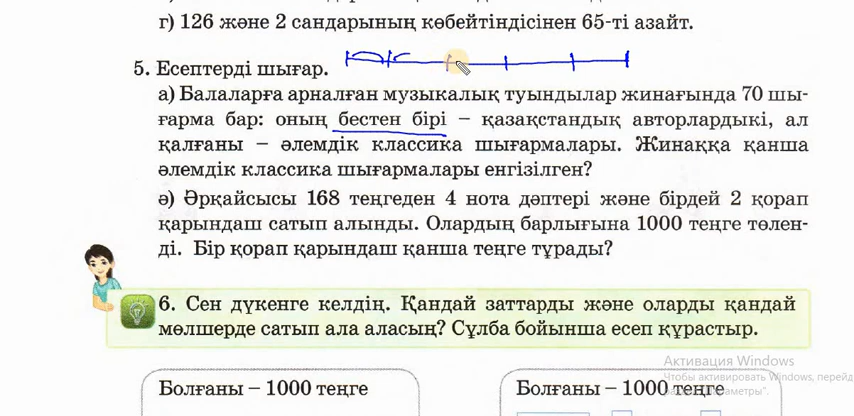 г) 126 және 2 сандарының көбейтіндісінен 65-ті азайт.
5. Есептерді шығар.
а) Балаларға арналған музыкалық туындылар жинағында 70 шы-
ғарма бар: оның бестен бірі – қазақстандық авторлардыкі, ал
қалғаны – әлемдік классика шығармалары. Жинаққа қанша
әлемдік классика шығармалары енгізілген?
ә) Әрқайсысы 168 теңгеден 4 нота дәптері және бірдей 2 қорап
қарындаш сатып алынды. Олардың барлығына 1000 теңге төлен-
ді. Бір қорап қарындаш қанша теңге тұрады?
6. Сен дүкенге келдің. Қандай заттарды және оларды қандай
мөлшерде сатып ала аласың? Сұлба бойынша есеп құрастыр.
Активация Windows
Чтобы активировать Windows, перейд
Болғаны – 1000 теңге
Болғаны – 1000 теңге